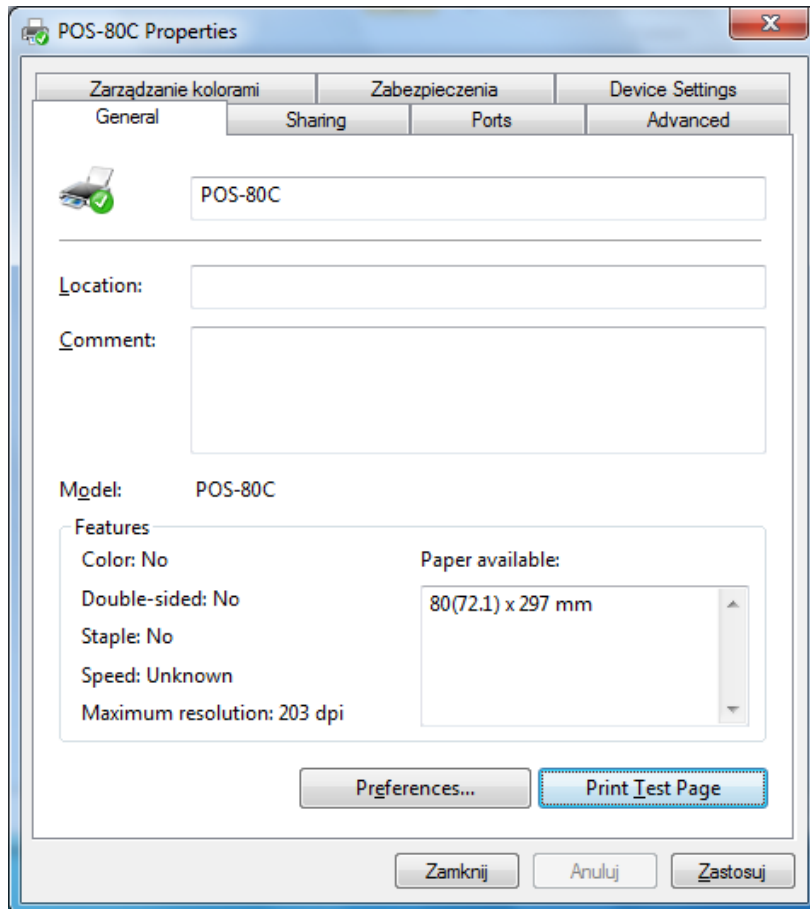 POS-80C Properties
Zarządzanie kolorami Zabezpieczenia Device Settings
General Sharing Ports Advanced
POS-80C
Location:
Comment:
Model: POS-80C
Features
Color: No
Double-sided: No
Staple: No
Speed: Unknown
Maximum resolution: 203 dpi
Paper available:
80(72.1) x 297 mm
Preferences... Print Test Page
Zamknij Anuluj Zastosuj